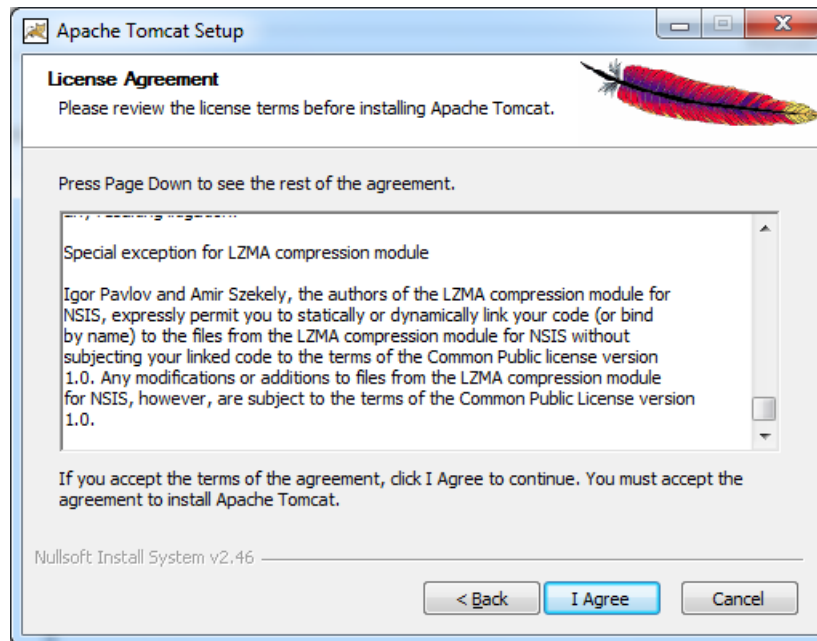 Apache Tomcat Setup
License Agreement
Please review the license terms before installing Apache Tomcat.
Press Page Down to see the rest of the agreement.
any resulting litigation.
Special exception for LZMA compression module
Igor Pavlov and Amir Szekely, the authors of the LZMA compression module for
NSIS, expressly permit you to statically or dynamically link your code (or bind
by name) to the files from the LZMA compression module for NSIS without
subjecting your linked code to the terms of the Common Public license version
1.0. Any modifications or additions to files from the LZMA compression module
for NSIS, however, are subject to the terms of the Common Public License version
1.0.
If you accept the terms of the agreement, click I Agree to continue. You must accept the
agreement to install Apache Tomcat.
Nullsoft Install System v2.46
< Back
I Agree
Cancel